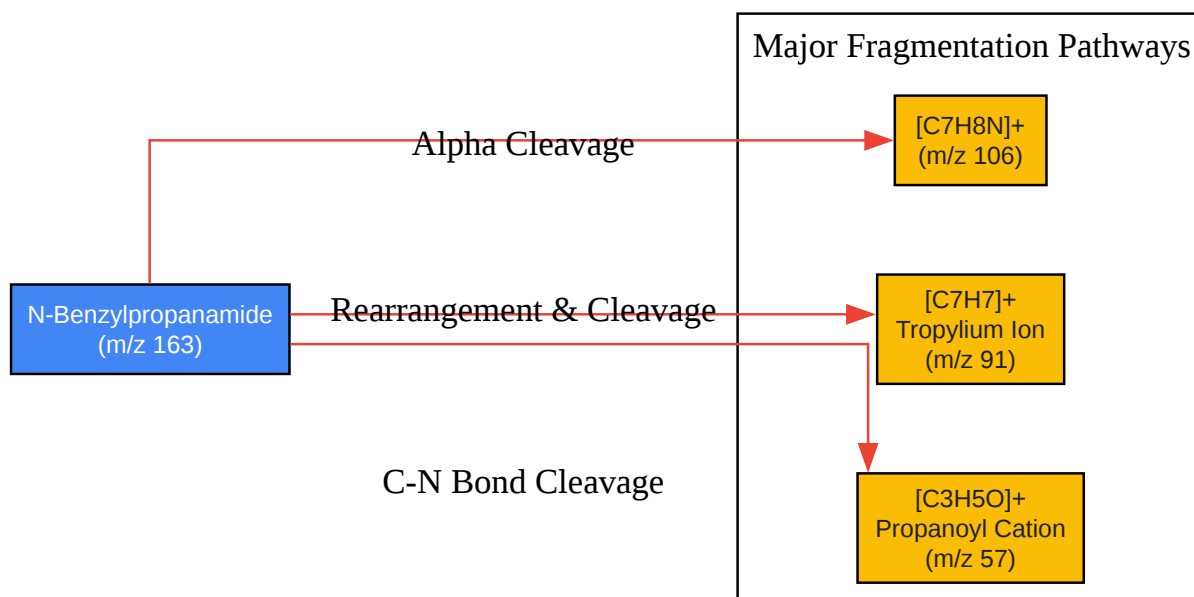 Major Fragmentation Pathways
[C7H8N]+
(m/z 106)
Alpha Cleavage
N-Benzylpropanamide
(m/z 163)
Rearrangement & Cleavage
[C7H7]+
Tropylium Ion
(m/z 91)
C-N Bond Cleavage
[C3H5O]+
Propanoyl Cation
(m/z 57)